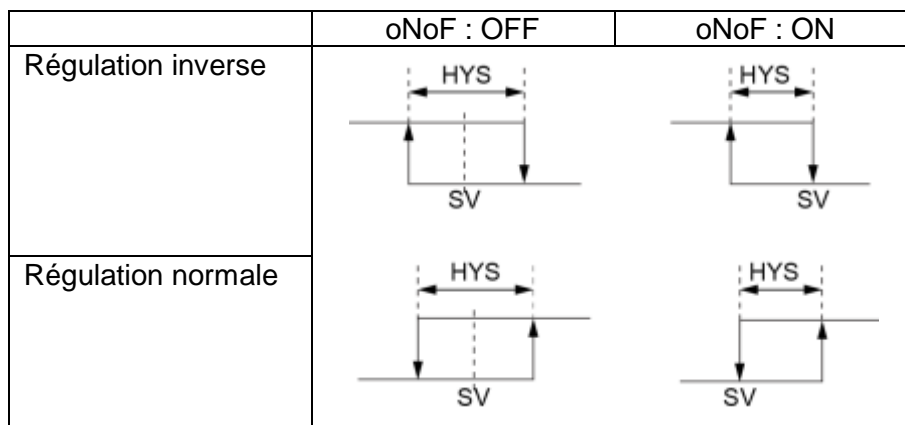 oNoF : OFF
oNoF : ON
Régulation inverse
HYS
HYS
SV
SV
Régulation normale
HYS
HYS
SV
SV